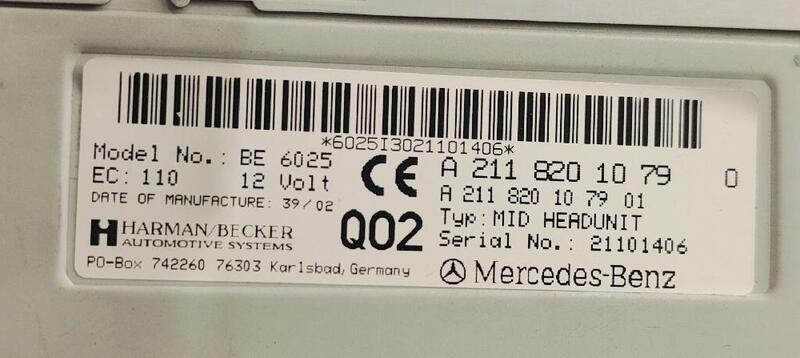 *6025I3021101406*
Model No.: BE 6025
EC: 110 12 Volt
DATE OF MANUFACTURE: 39/02
HARMAN/BECKER
AUTOMOTIVE SYSTEMS
PO-Box 742260 76303 Karlsbad, Germany
CE
Q02
A 211 820 10 79 0
A 211 820 10 79 01
Typ: MID HEADUNIT
Serial No.: 21101406
Mercedes-Benz